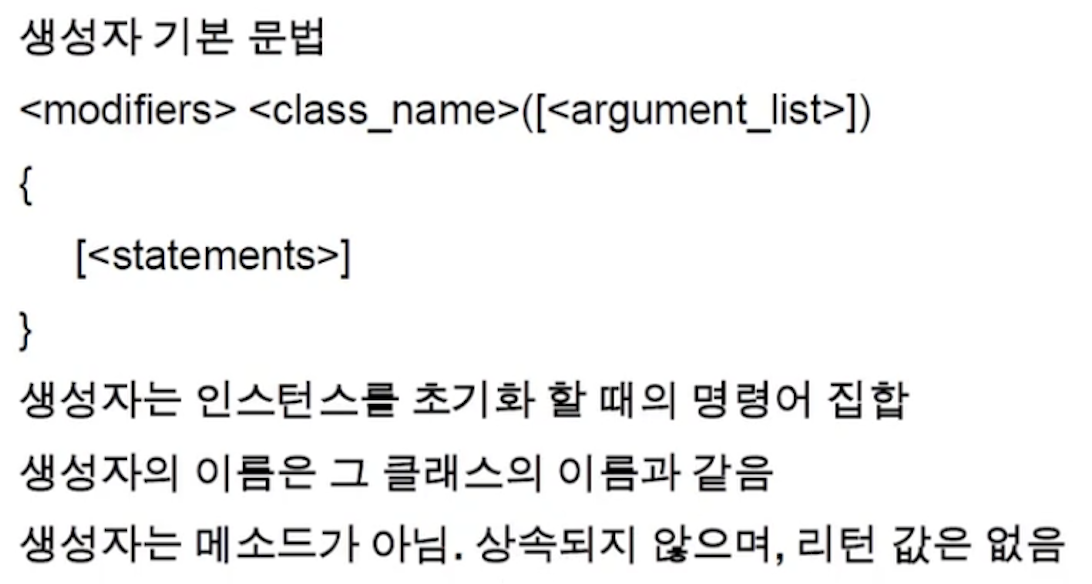 생성자 기본 문법
<modifiers> <class_name>([<argument_list>])
{
[<statements>]
}
생성자는 인스턴스를 초기화 할 때의 명령어 집합
생성자의 이름은 그 클래스의 이름과 같음
생성자는 메소드가 아님. 상속되지 않으며, 리턴 값은 없음